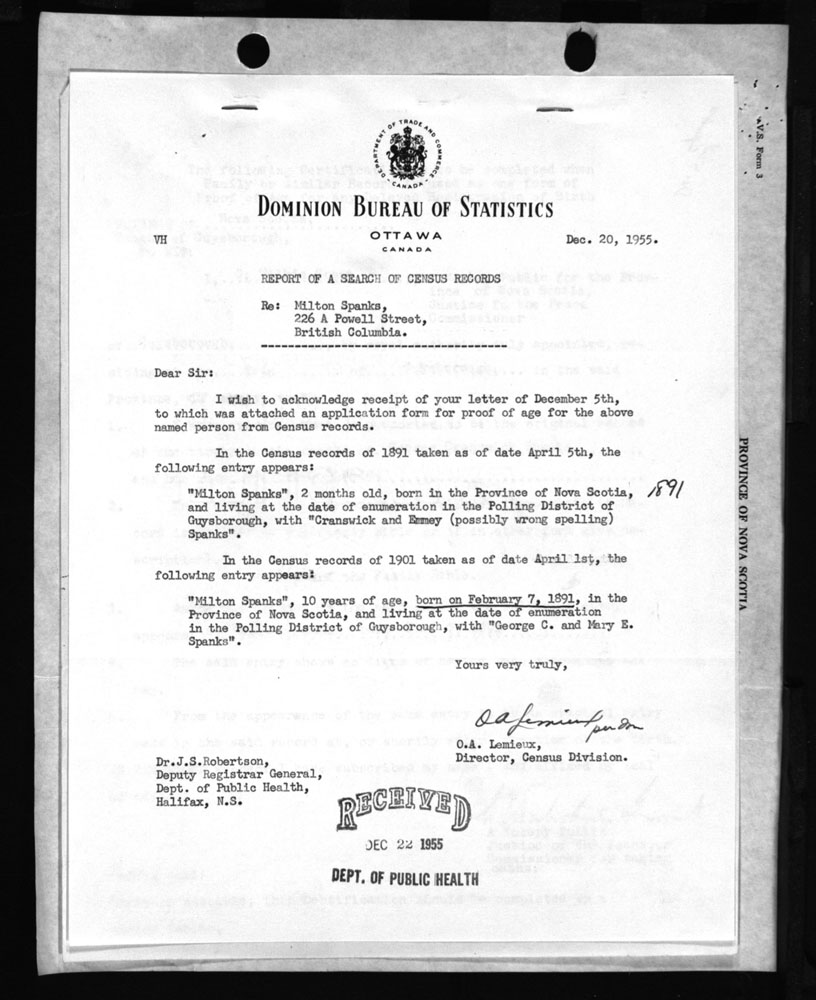 DEPARTMENT OF TRADE AND COMMERCE
CANADA
DOMINION BUREAU OF STATISTICS
OTTAWA
CANADA
VH
Dec. 20, 1955.
REPORT OF A SEARCH OF CENSUS RECORDS
Re: Milton Spanks,
226 A Powell Street,
British Columbia.
Dear Sir:
I wish to acknowledge receipt of your letter of December 5th,
to which was attached an application form for proof of age for the above
named person from Census records.
In the Census records of 1891 taken as of date April 5th, the
following entry appears:
"Milton Spanks", 2 months old, born in the Province of Nova Scotia,
1891
and living at the date of enumeration in the Polling District of
Guysborough, with "Cranswick and Emmey (possibly wrong spelling)
Spanks".
In the Census records of 1901 taken as of date April 1st, the
following entry appears:
"Milton Spanks", 10 years of age, born on February 7, 1891, in the
Province of Nova Scotia, and living at the date of enumeration
in the Polling District of Guysborough, with "George C. and Mary E.
Spanks".
Yours very truly,
O.A. Lemieux,
Director, Census Division.
Dr.J.S.Robertson,
Deputy Registrar General,
Dept. of Public Health,
Halifax, N.S.
RECEIVED
DEC 22 1955
DEPT. OF PUBLIC HEALTH
V.S. Form 3
PROVINCE OF NOVA SCOTIA